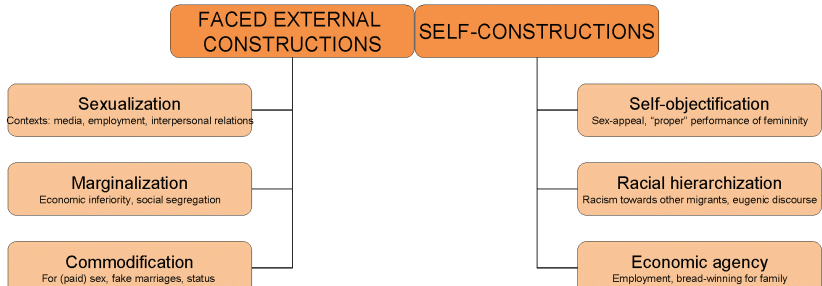 FACED EXTERNAL
CONSTRUCTIONS
SELF-CONSTRUCTIONS
Sexualization
Contexts: media, employment, interpersonal relations
Marginalization
Economic inferiority, social segregation
Commodification
For (paid) sex, fake marriages, status
Self-objectification
Sex-appeal, “proper” performance of femininity
Racial hierarchization
Racism towards other migrants, eugenic discourse
Economic agency
Employment, bread-winning for family